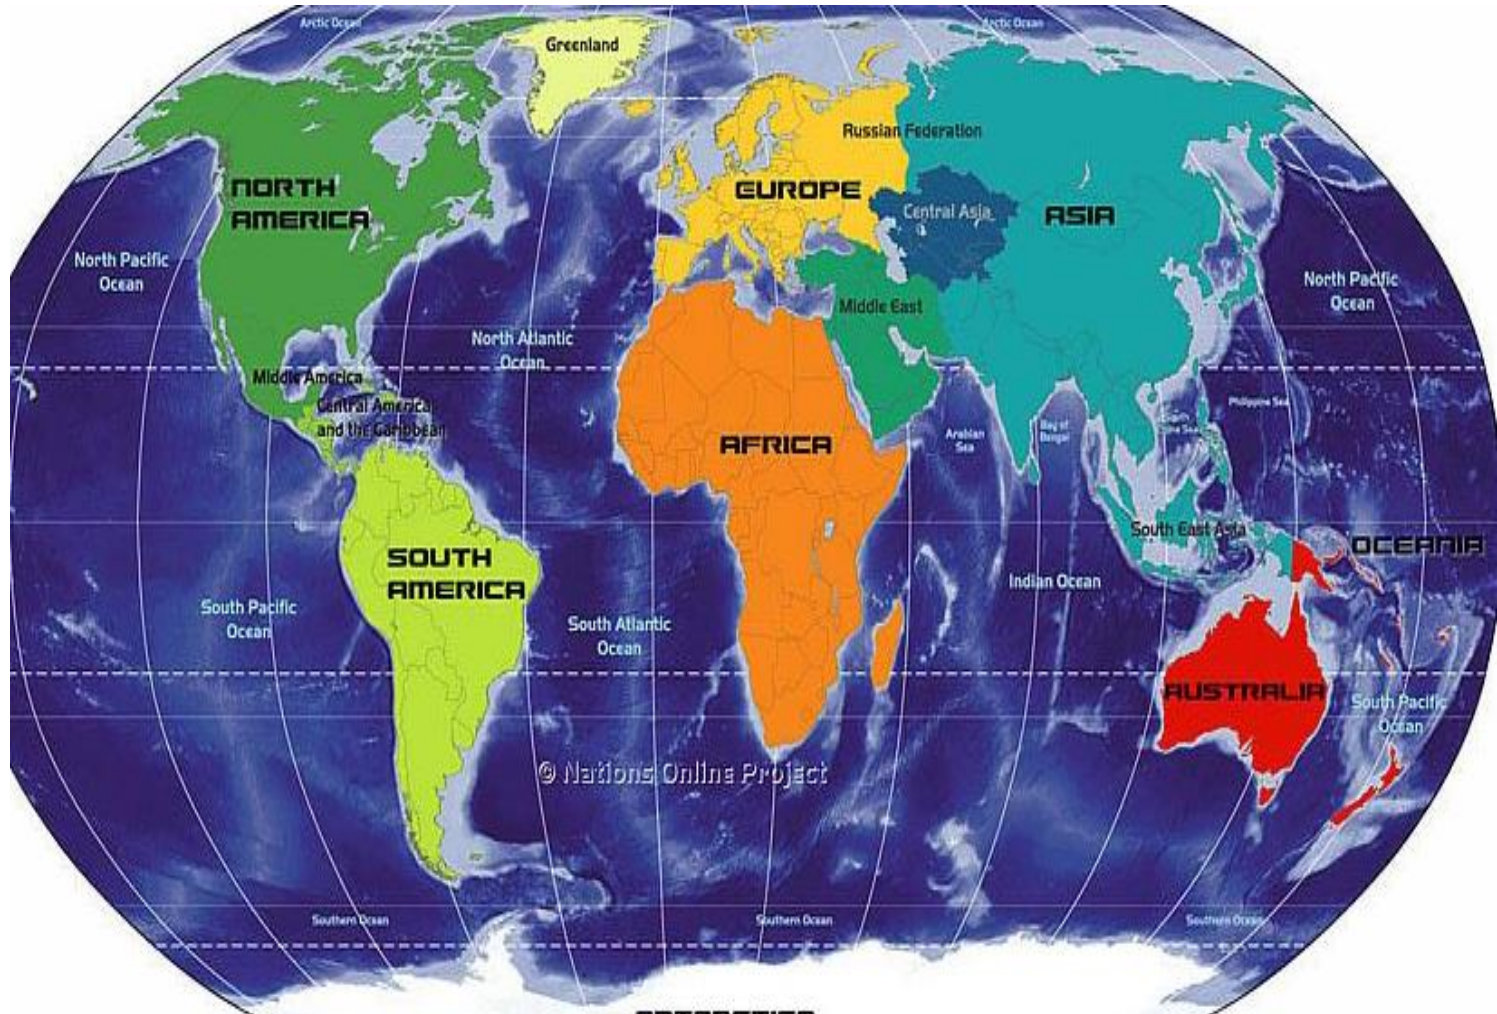 Arctic Ocean
Arctic Ocean
Greenland
Russian Federation
NORTH
AMERICA
EUROPE
Central Asia
ASIA
North Pacific
Ocean
North Pacific
Ocean
Middle East
North Atlantic
Ocean
Middle America
Central America
and the Caribbean
Philippine Sea
Arabian
Sea
Bay of
Bengal
Sea
AFRICA
South East Asia
OCEANIA
SOUTH
AMERICA
Indian Ocean
South Pacific
Ocean
South Atlantic
Ocean
AUSTRALIA
South Pacific
Ocean
© Nations Online Project
Southern Ocean
Southern Ocean
Southern Ocean